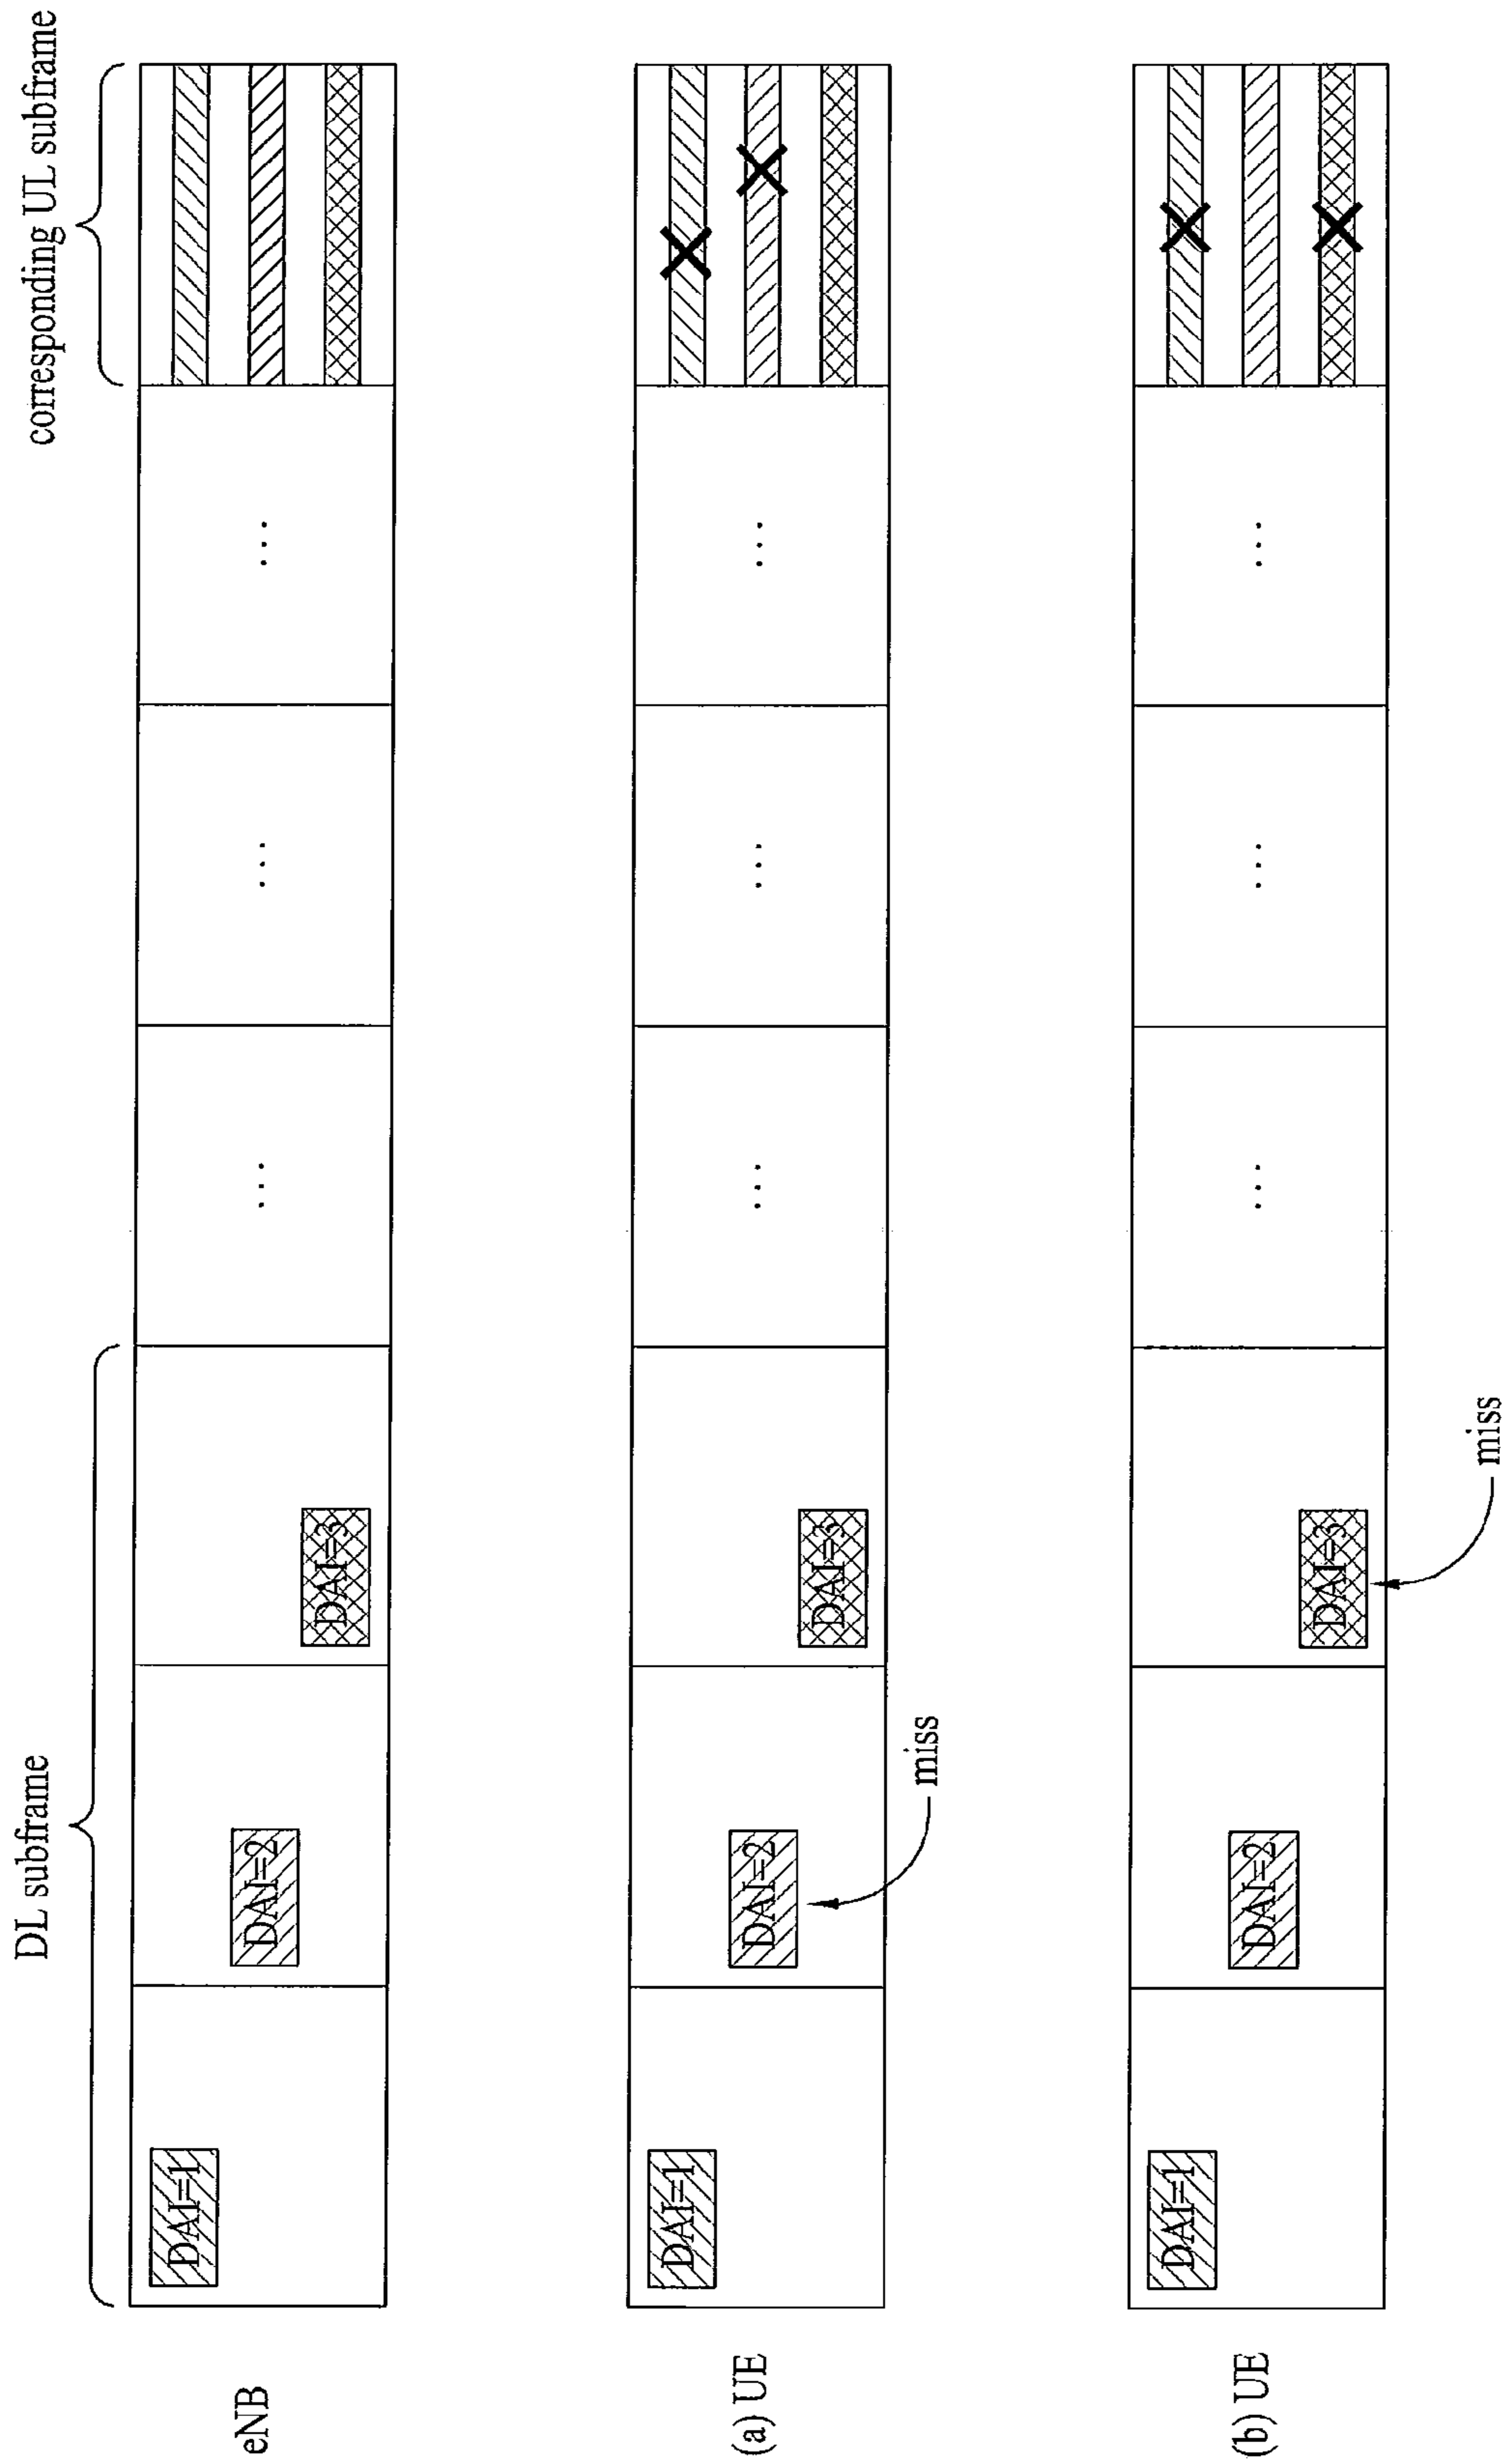 DL subframe
corresponding UL subframe
eNB
DAI=1
DAI=2
DAI=3
...
...
...
(a) UE
DAI=1
DAI=2
DAI=3
...
...
...
miss
(b) UE
DAI=1
DAI=2
DAI=3
...
...
...
miss